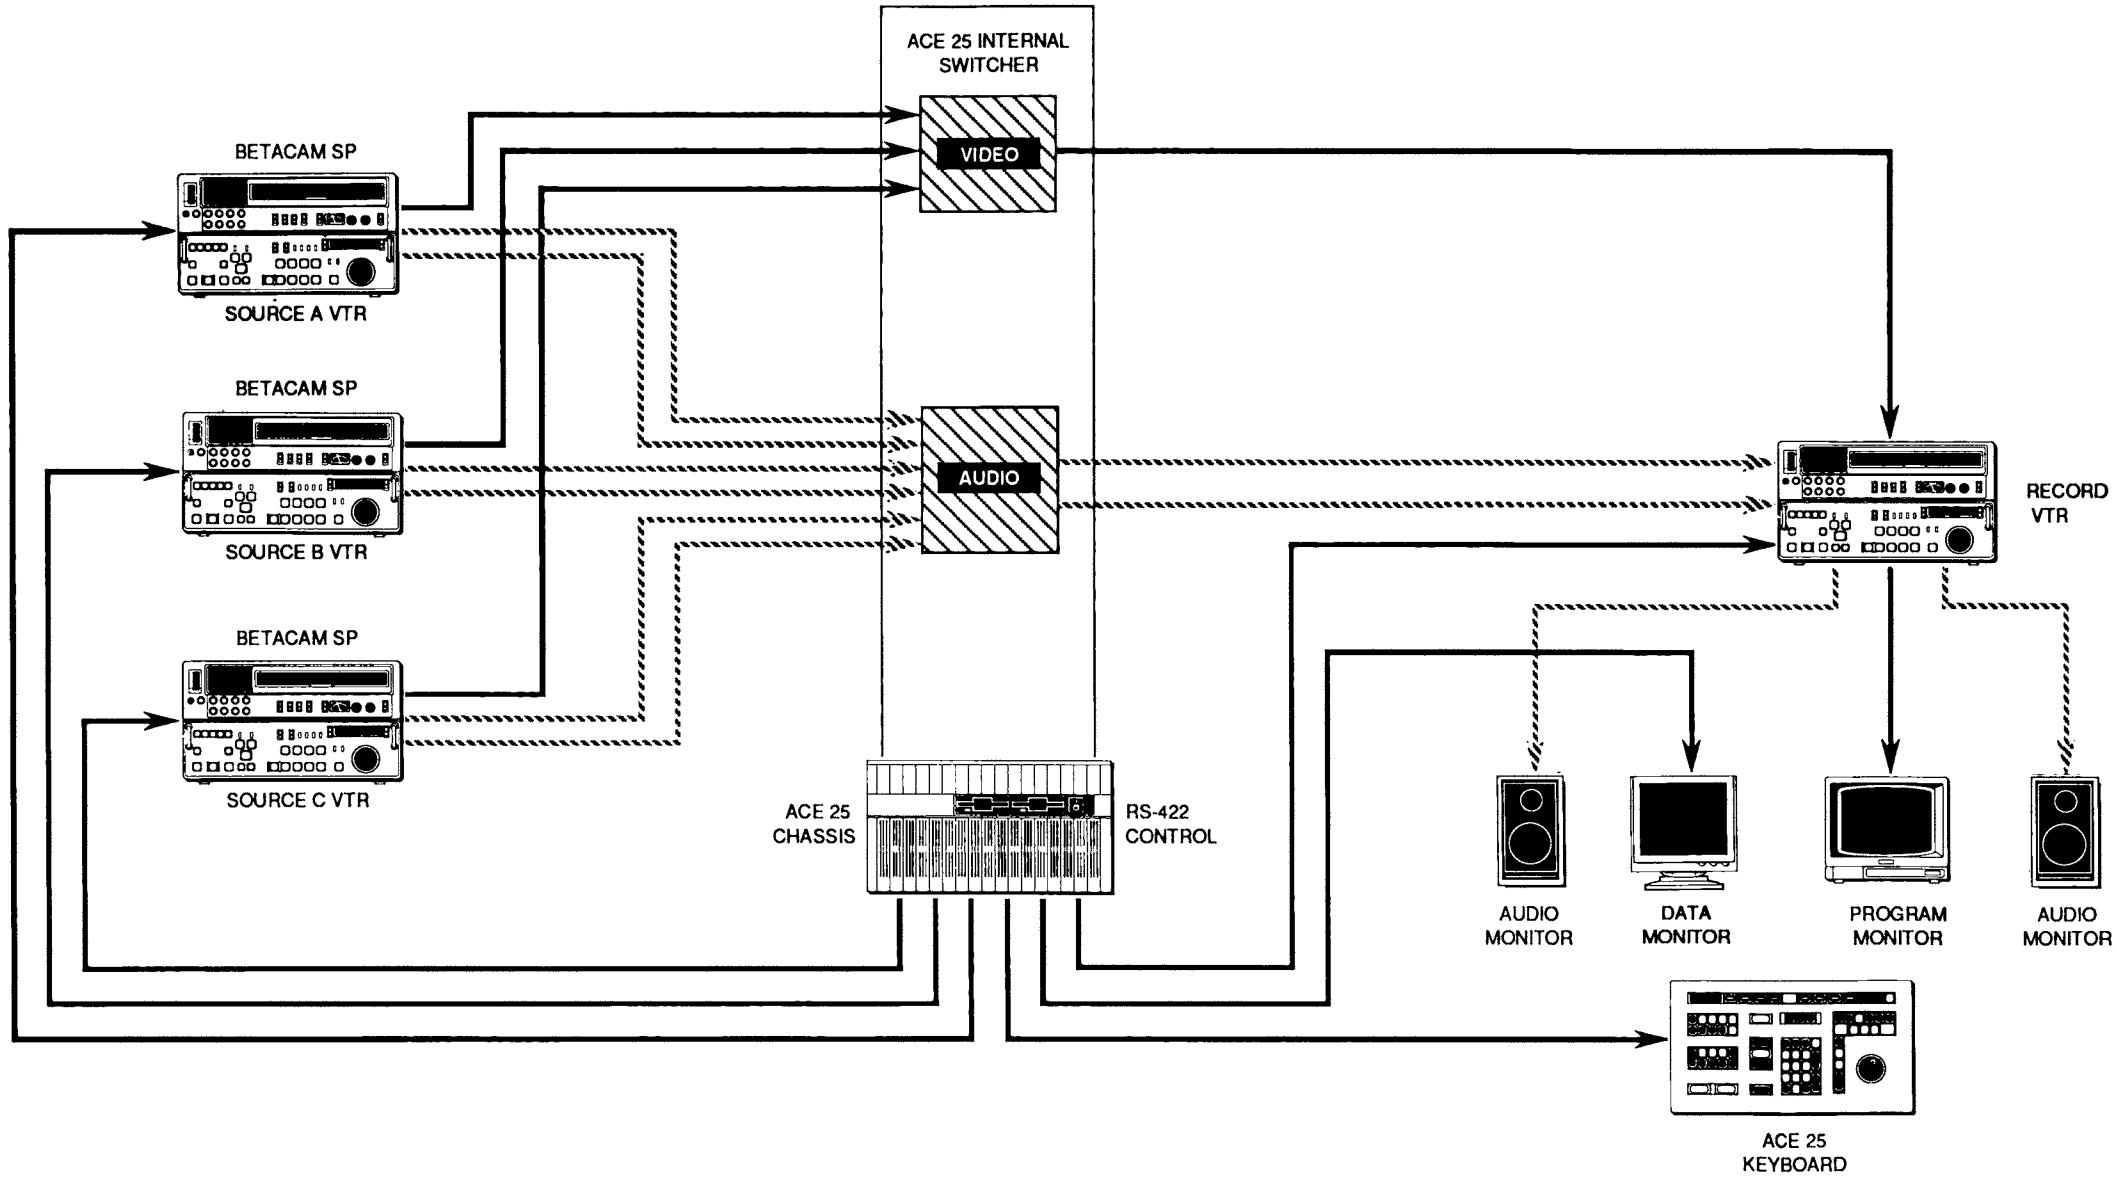 ACE 25 INTERNAL
SWITCHER
VIDEO
BETACAM SP
SOURCE A VTR
BETACAM SP
SOURCE B VTR
AUDIO
RECORD
VTR
BETACAM SP
SOURCE C VTR
ACE 25
CHASSIS
RS-422
CONTROL
AUDIO
MONITOR
DATA
MONITOR
PROGRAM
MONITOR
AUDIO
MONITOR
ACE 25
KEYBOARD